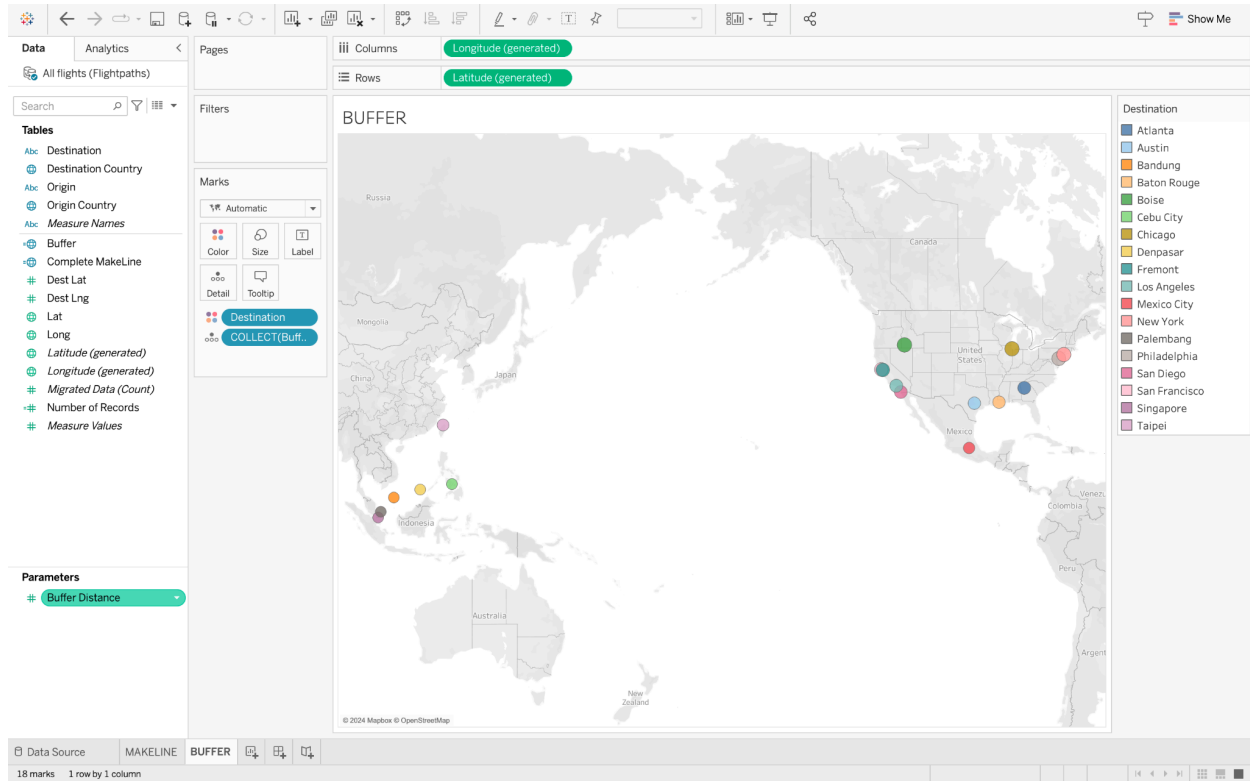 Show Me
Data
Analytics
All flights (Flightpaths)
Search
Tables
Abc Destination
Destination Country
Abc Origin
Origin Country
Abc Measure Names
Buffer
Complete MakeLine
Dest Lat
Dest Lng
Lat
Long
Latitude (generated)
Longitude (generated)
Migrated Data (Count)
Number of Records
Measure Values
Parameters
Buffer Distance
Pages
Filters
Marks
Automatic
Color Size Label
Detail Tooltip
Destination
COLLECT(Buff..
Columns Longitude (generated)
Rows Latitude (generated)
BUFFER
Russia
Canada
Mongolia
United States
China
Japan
Mexico
Venezu
Colombia
Indonesia
Peru
Australia
Argent
New Zealand
© 2024 Mapbox © OpenStreetMap
Destination
Atlanta
Austin
Bandung
Baton Rouge
Boise
Cebu City
Chicago
Denpasar
Fremont
Los Angeles
Mexico City
New York
Palembang
Philadelphia
San Diego
San Francisco
Singapore
Taipei
Data Source MAKELINE BUFFER
18 marks 1 row by 1 column